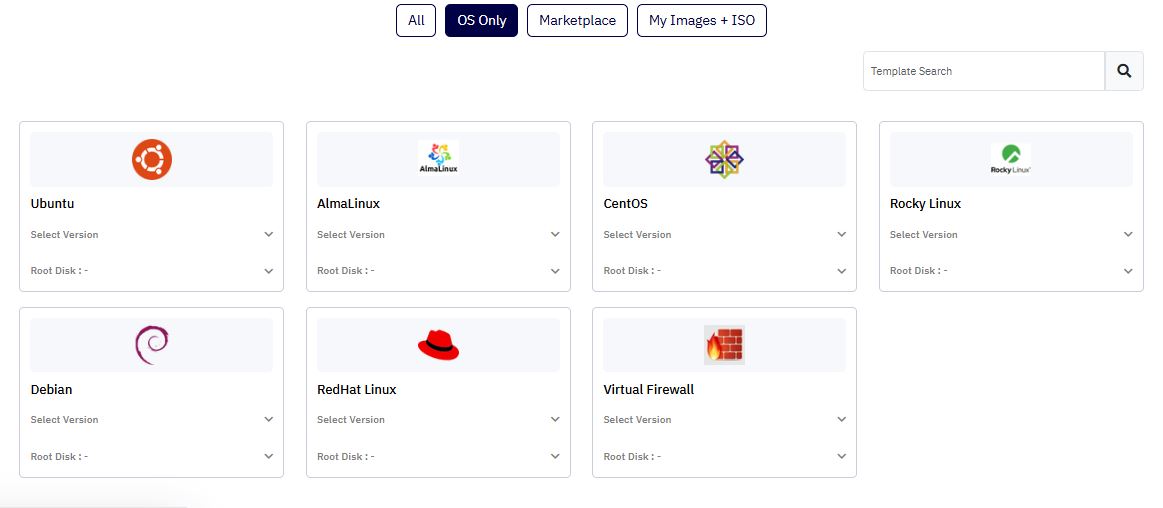 All OS Only Marketplace My Images + ISO
Template Search
AlmaLinux Rocky Linux
Ubuntu AlmaLinux CentOS Rocky Linux
Select Version Select Version Select Version Select Version
Root Disk : - Root Disk : - Root Disk : - Root Disk : -
Debian RedHat Linux Virtual Firewall
Select Version Select Version Select Version
Root Disk : - Root Disk : - Root Disk : -